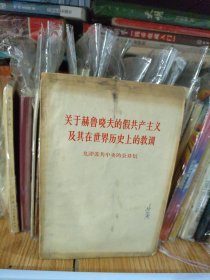 关于赫鲁晓夫的假共产主义
及其在世界历史上的教训
九评苏共中央的公开信